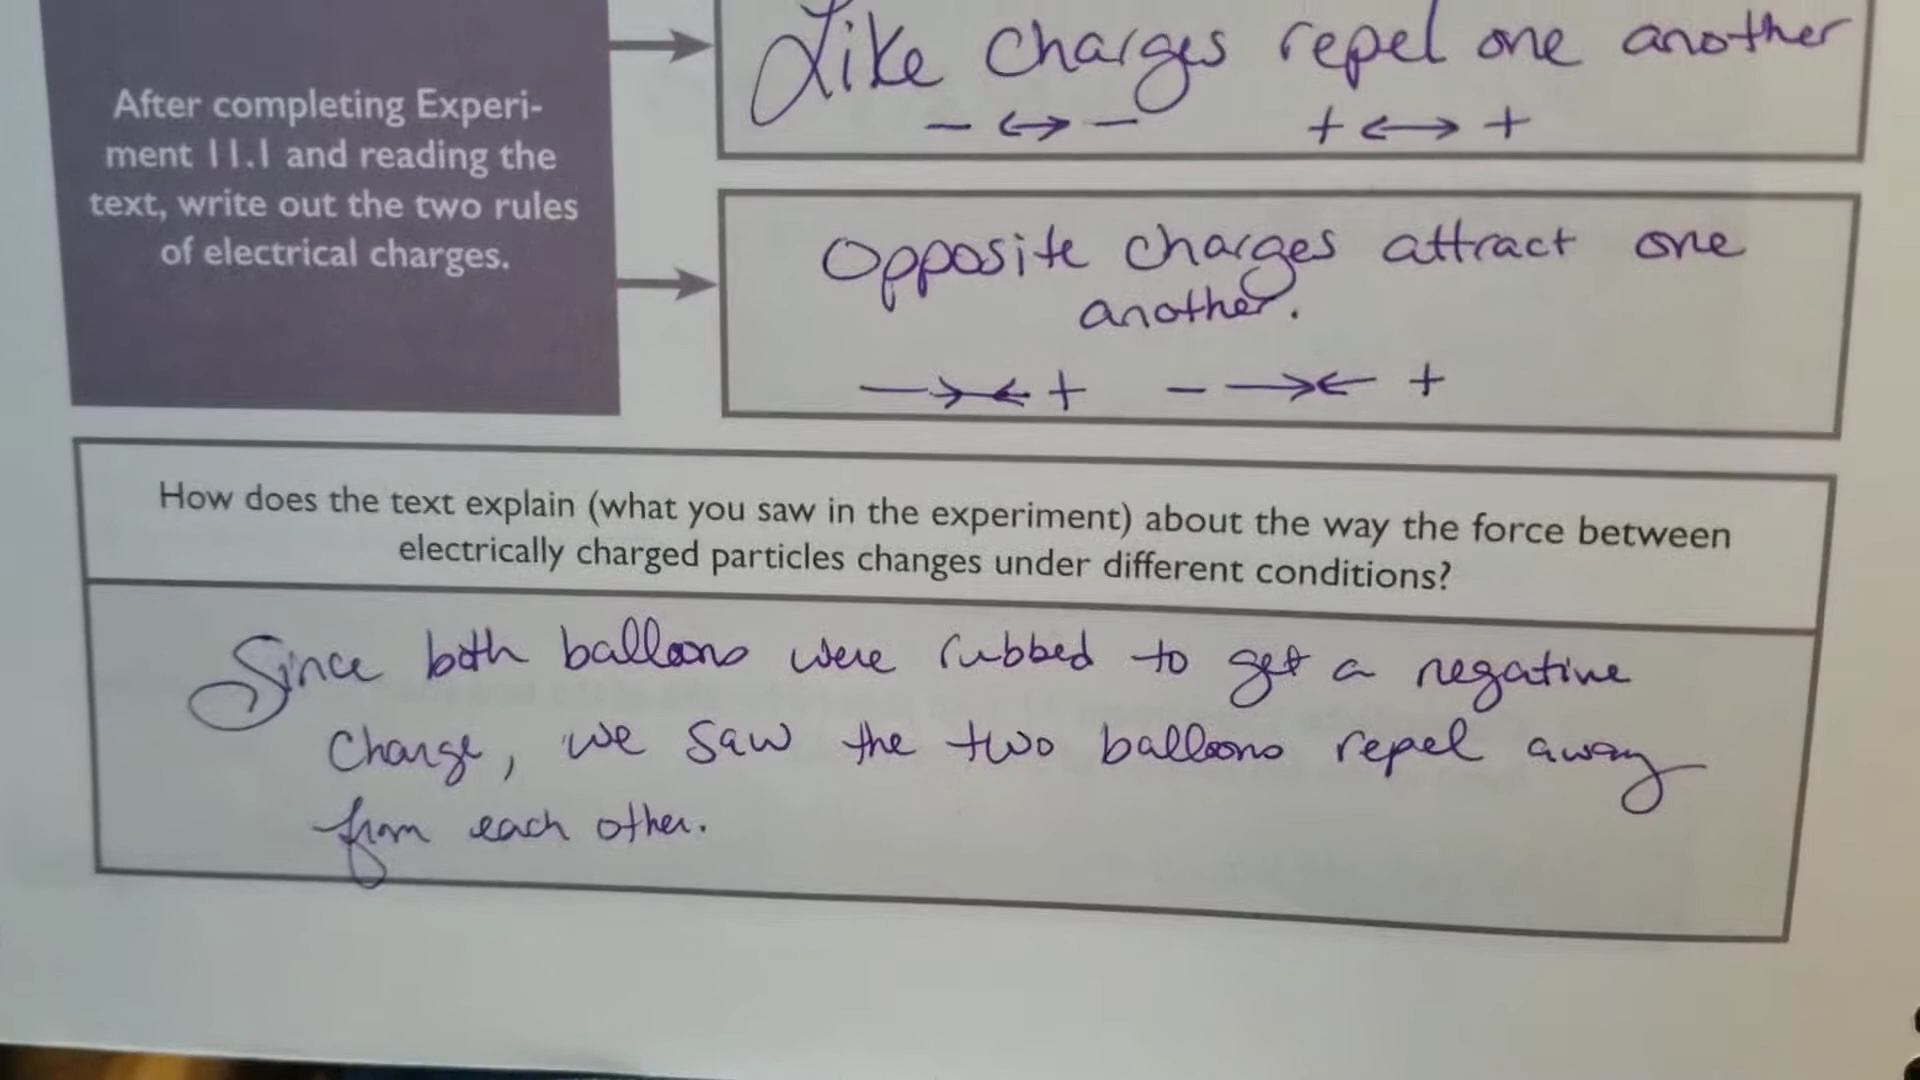 Like charges repel one another
- ↔ - + ↔ +
After completing Experi-
ment 11.1 and reading the
text, write out the two rules
of electrical charges.
Opposite charges attract one
another.
- →← + - →← +
How does the text explain (what you saw in the experiment) about the way the force between
electrically charged particles changes under different conditions?
Since both balloons were rubbed to get a negative
charge, we saw the two balloons repel away
from each other.